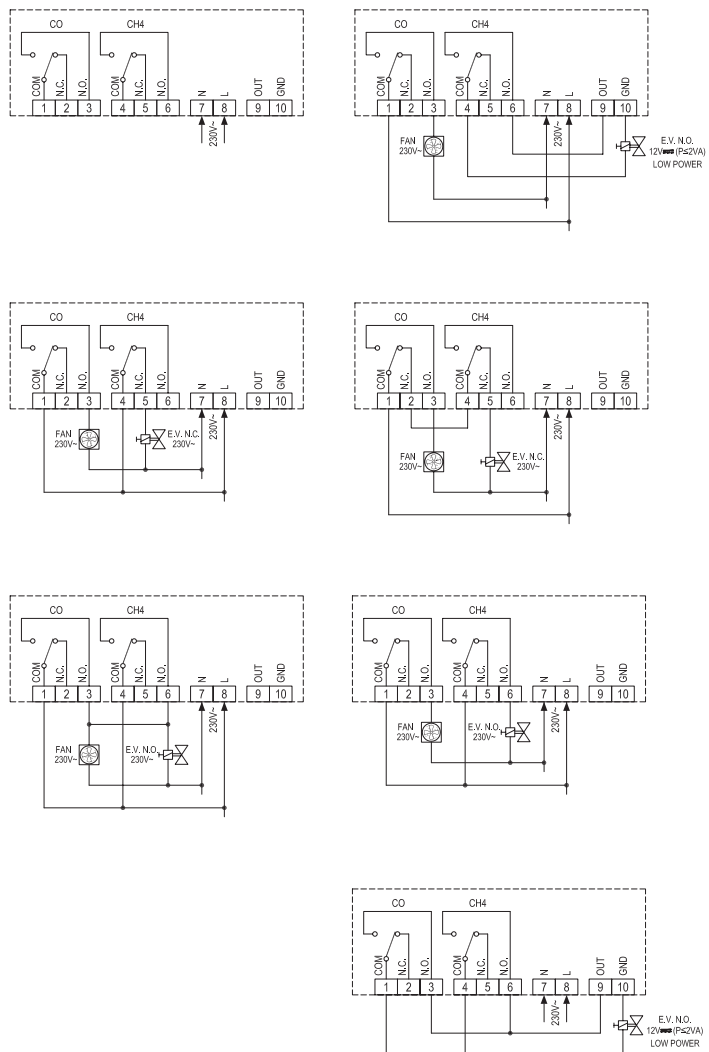 CO CH4
COM N.C. N.O. COM N.C. N.O. N L OUT GND
1 2 3 4 5 6 7 8 9 10
230V~
CO CH4
COM N.C. N.O. COM N.C. N.O. N L OUT GND
1 2 3 4 5 6 7 8 9 10
230V~
FAN
230V~
E.V. N.O.
12V (P≤2VA)
LOW POWER
CO CH4
COM N.C. N.O. COM N.C. N.O. N L OUT GND
1 2 3 4 5 6 7 8 9 10
230V~
FAN
230V~
E.V. N.C.
230V~
CO CH4
COM N.C. N.O. COM N.C. N.O. N L OUT GND
1 2 3 4 5 6 7 8 9 10
230V~
FAN
230V~
E.V. N.C.
230V~
CO CH4
COM N.C. N.O. COM N.C. N.O. N L OUT GND
1 2 3 4 5 6 7 8 9 10
230V~
FAN
230V~
E.V. N.O.
230V~
CO CH4
COM N.C. N.O. COM N.C. N.O. N L OUT GND
1 2 3 4 5 6 7 8 9 10
230V~
FAN
230V~
E.V. N.O.
230V~
CO CH4
COM N.C. N.O. COM N.C. N.O. N L OUT GND
1 2 3 4 5 6 7 8 9 10
230V~
E.V. N.O.
12V (P≤2VA)
LOW POWER